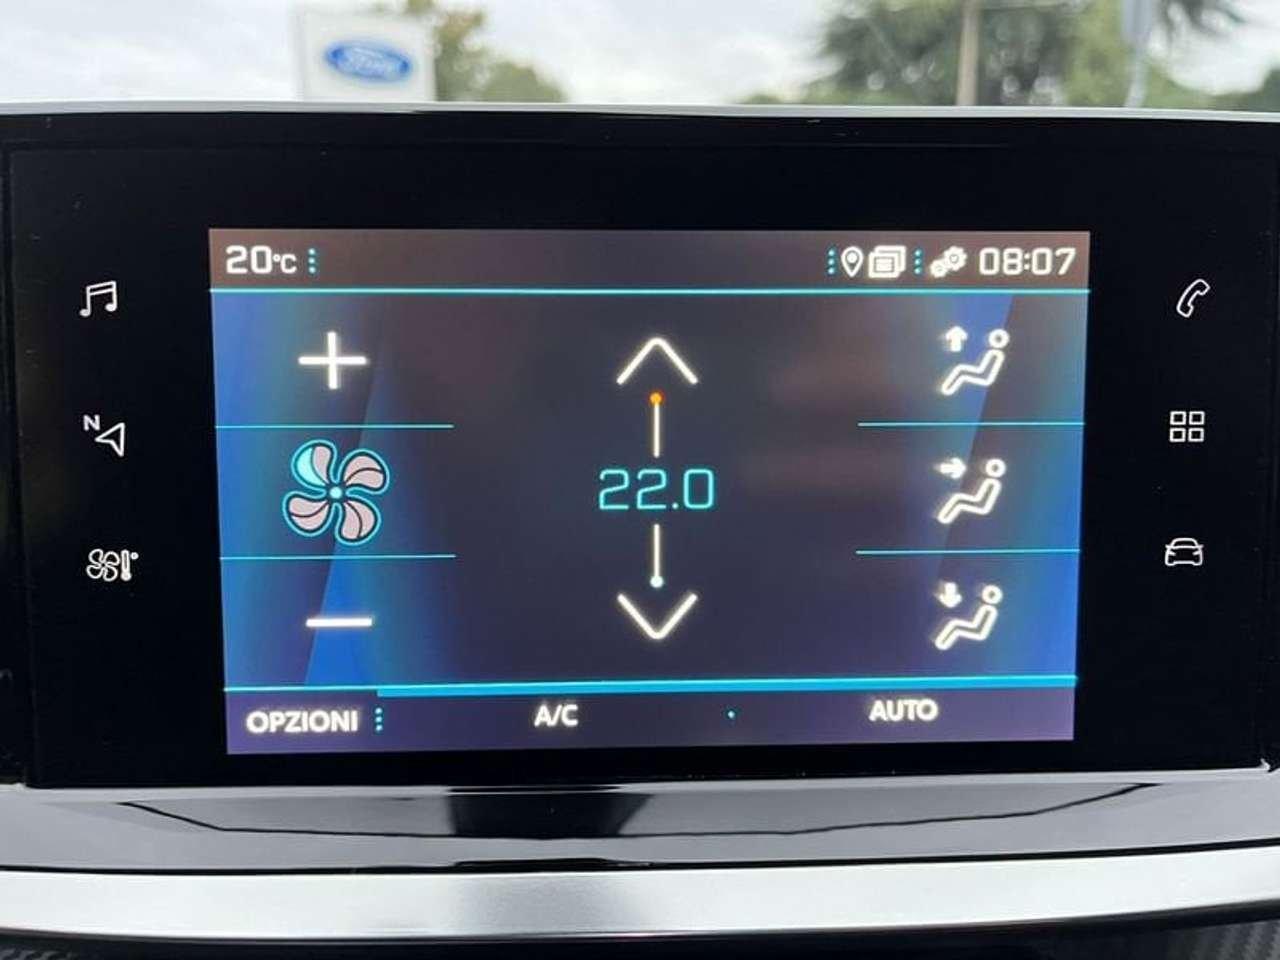 Ford
20°C
08:07
N
22.0
OPZIONI
A/C
AUTO